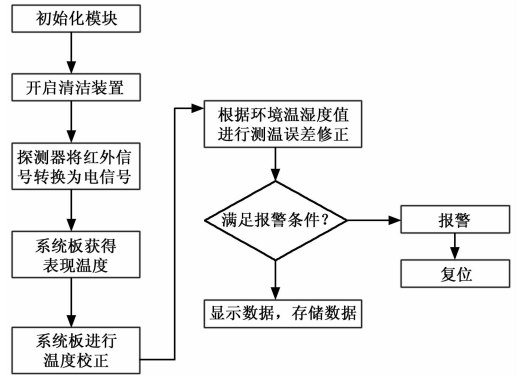 初始化模块
开启清洁装置
探测器将红外信
号转换为电信号
系统板获得
表现温度
系统板进行
温度校正
根据环境温湿度值
进行测温误差修正
满足报警条件？
报警
复位
显示数据，存储数据